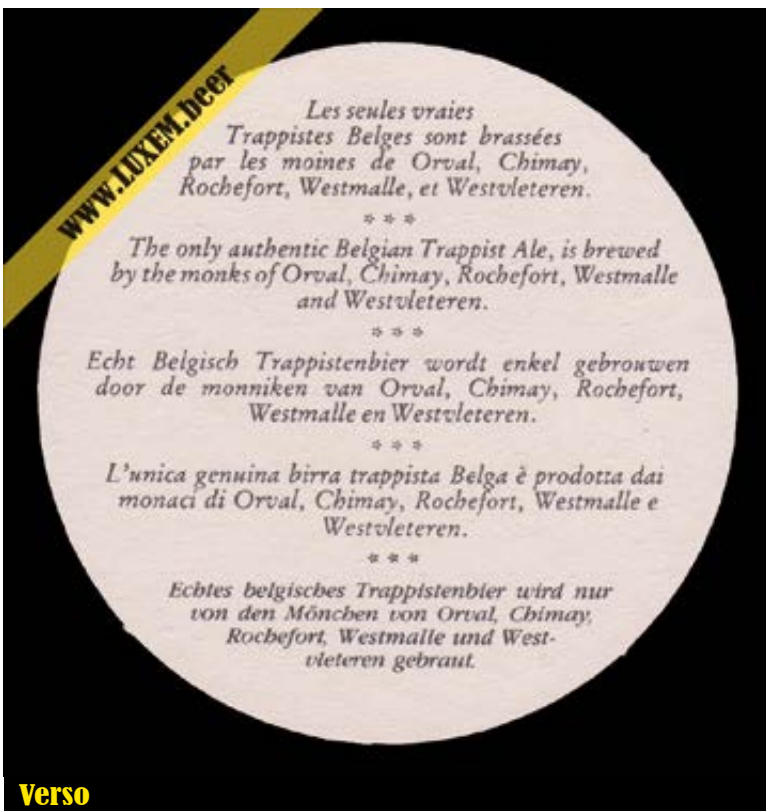 www.LUXEM.beer
Les seules vraies
Trappistes Belges sont brassées
par les moines de Orval, Chimay,
Rochefort, Westmalle, et Westvleteren.
* * *
The only authentic Belgian Trappist Ale, is brewed
by the monks of Orval, Chimay, Rochefort, Westmalle
and Westvleteren.
* * *
Echt Belgisch Trappistenbier wordt enkel gebrouwen
door de monniken van Orval, Chimay, Rochefort,
Westmalle en Westvleteren.
* * *
L'unica genuina birra trappista Belga è prodotta dai
monaci di Orval, Chimay, Rochefort, Westmalle e
Westvleteren.
* * *
Echtes belgisches Trappistenbier wird nur
von den Mönchen von Orval, Chimay,
Rochefort, Westmalle und West-
vleteren gebraut.
Verso